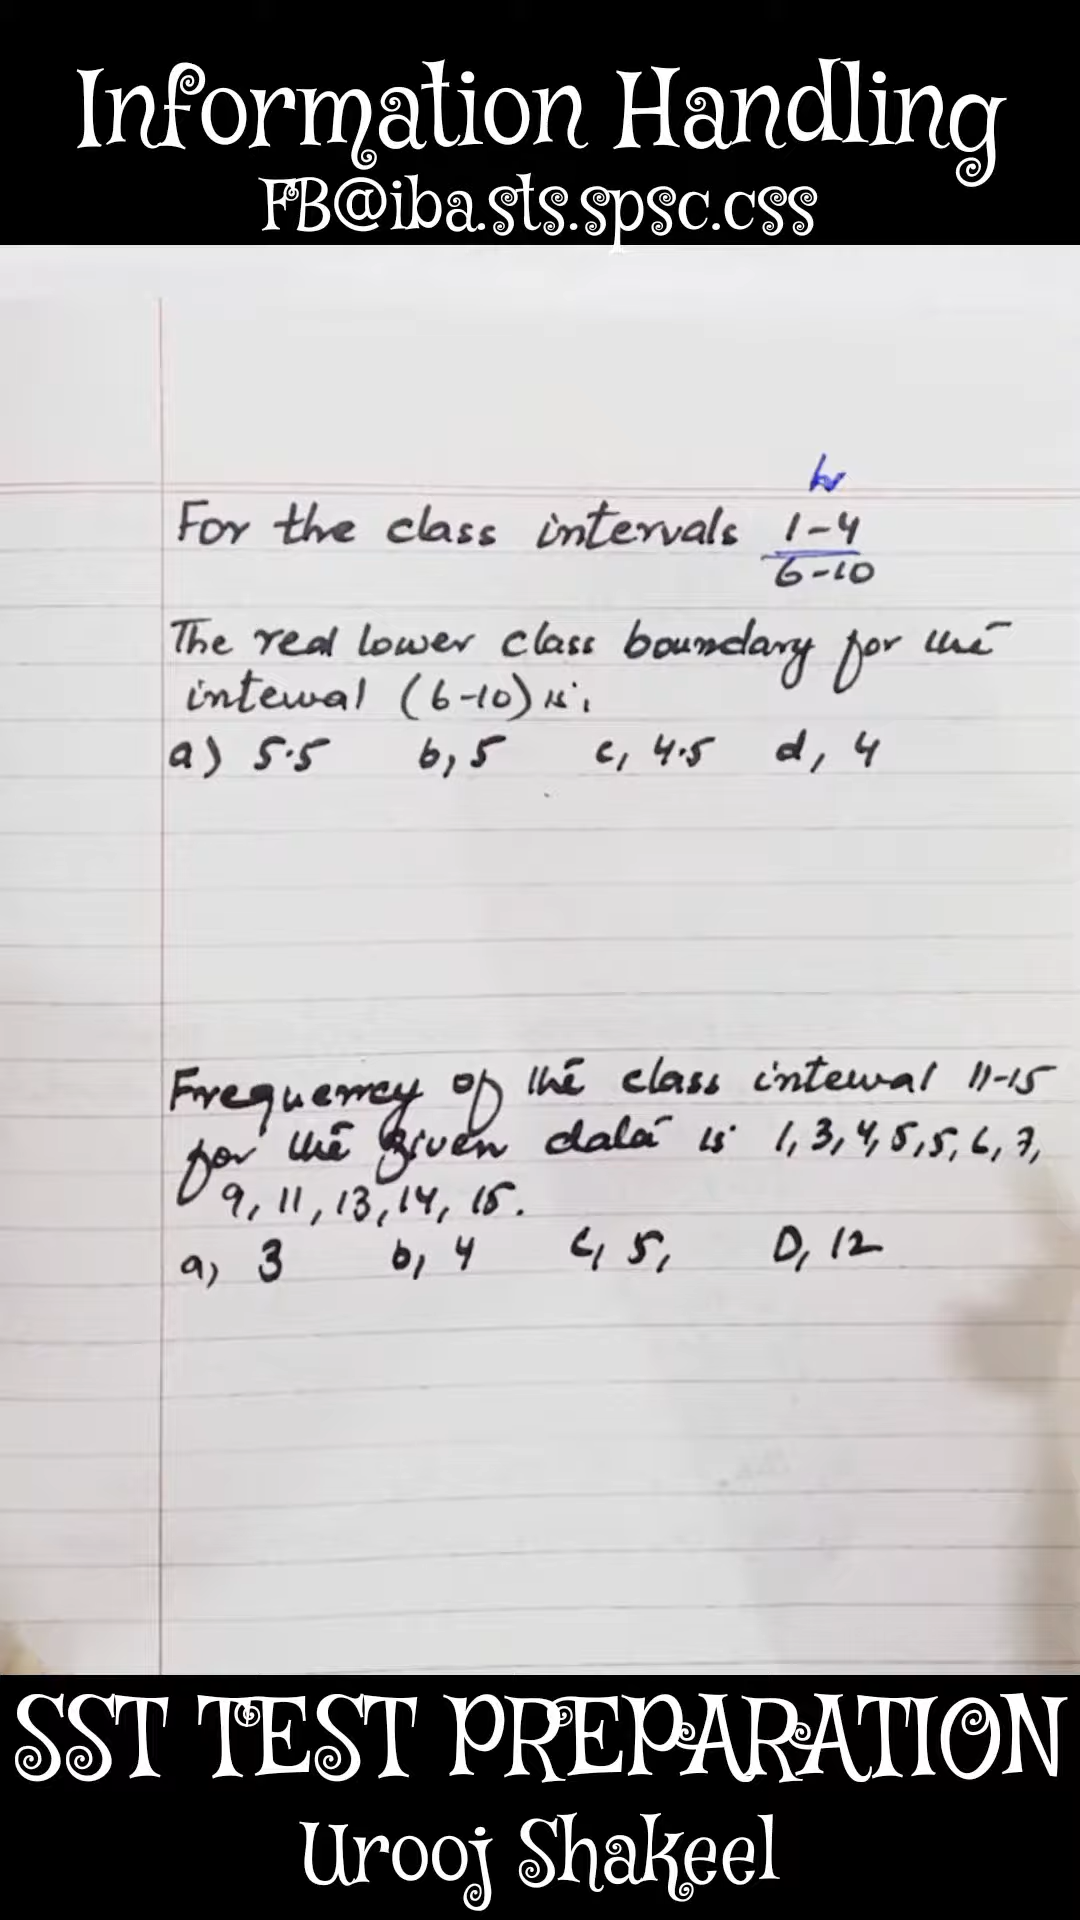 Information Handling
FB@iba.sts.spsc.css
For the class intervals 1-4
6-10
The real lower class boundary for the
interval (6-10) is:
a) 5.5 b, 5 c, 4.5 d, 4
Frequency of the class interval 11-15
for the given data is 1, 3, 4, 5, 5, 6, 7,
9, 11, 13, 14, 15.
a, 3 b, 4 C, 5, D, 12
SST TEST PREPARATION
Urooj Shakeel